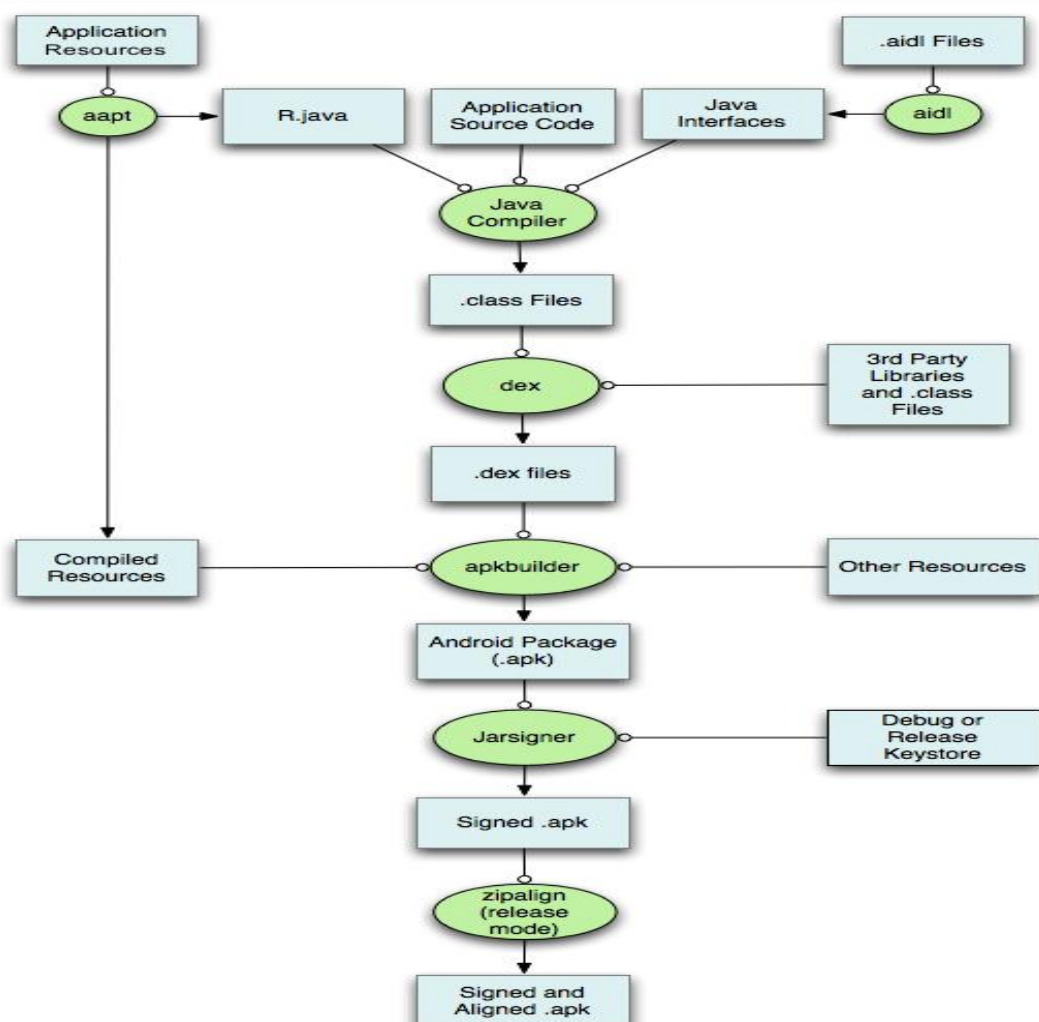 Application
Resources
.aidl Files
aapt
R.java
Application
Source Code
Java
Interfaces
aidl
Java
Compiler
.class Files
dex
3rd Party
Libraries
and .class
Files
.dex files
Compiled
Resources
apkbuilder
Other Resources
Android Package
(.apk)
Jarsigner
Debug or
Release
Keystore
Signed .apk
zipalign
(release
mode)
Signed and
Aligned .apk